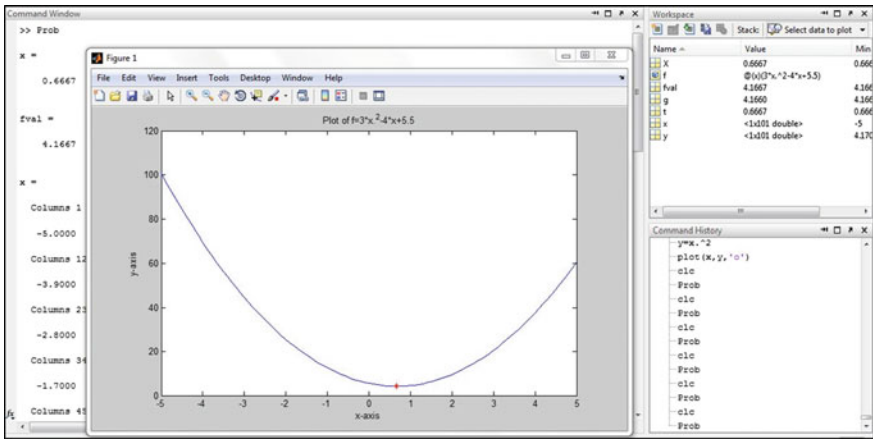 Command Window
>> Prob
x =
0.6667
fval =
4.1667
x =
Columns 1
-5.0000
Columns 12
-3.9000
Columns 23
-2.8000
Columns 34
-1.7000
Columns 45
fx
Figure 1
File Edit View Insert Tools Desktop Window Help
Plot of f=3*x.2-4*x+5.5
120
100
80
60
40
20
0
y-axis
-5 -4 -3 -2 -1 0 1 2 3 4 5
x-axis
Workspace
Stack: Select data to plot
Name Value Min
X 0.6667 0.666
f @(x)(3*x.^2-4*x+5.5)
fval 4.1667 4.166
g 4.1660 4.166
t 0.6667 0.666
x <1x101 double> -5
y <1x101 double> 4.170
Command History
y=x.^2
plot(x,y,'o')
clc
Prob
clc
Prob
clc
Prob
clc
Prob
clc
Prob
clc
Prob